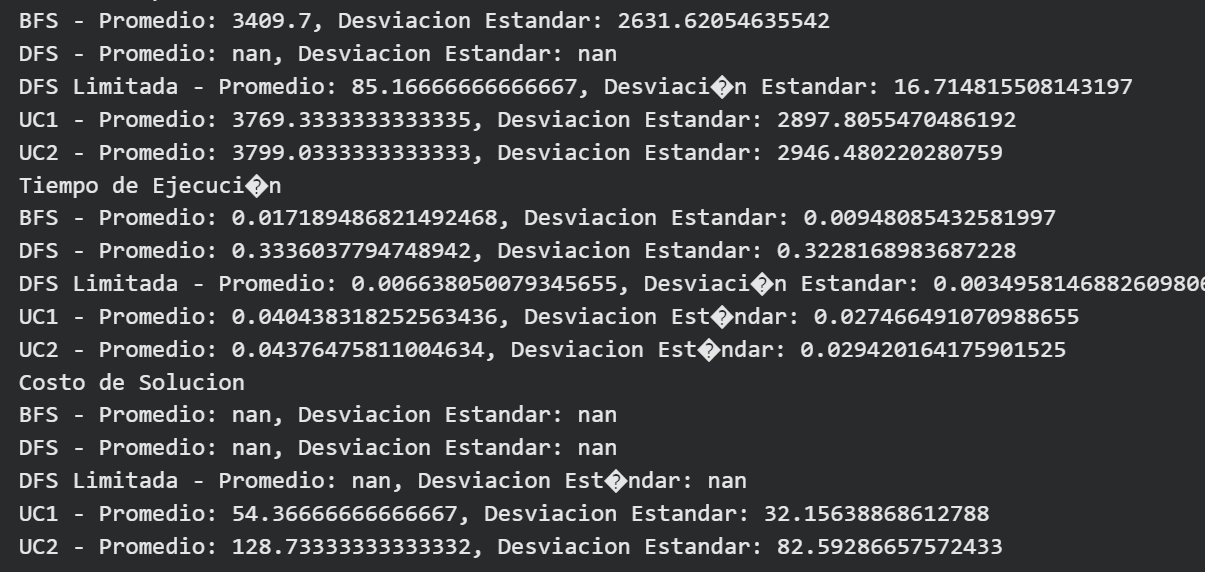 BFS - Promedio: 3409.7, Desviacion Estandar: 2631.62054635542
DFS - Promedio: nan, Desviacion Estandar: nan
DFS Limitada - Promedio: 85.16666666666667, Desviaci�n Estandar: 16.714815508143197
UC1 - Promedio: 3769.3333333333335, Desviacion Estandar: 2897.8055470486192
UC2 - Promedio: 3799.0333333333333, Desviacion Estandar: 2946.480220280759
Tiempo de Ejecuci�n
BFS - Promedio: 0.017189486821492468, Desviacion Estandar: 0.00948085432581997
DFS - Promedio: 0.3336037794748942, Desviacion Estandar: 0.3228168983687228
DFS Limitada - Promedio: 0.006638050079345655, Desviaci�n Estandar: 0.0034958146882609806
UC1 - Promedio: 0.040438318252563436, Desviacion Est�ndar: 0.027466491070988655
UC2 - Promedio: 0.04376475811004634, Desviacion Est�ndar: 0.029420164175901525
Costo de Solucion
BFS - Promedio: nan, Desviacion Estandar: nan
DFS - Promedio: nan, Desviacion Estandar: nan
DFS Limitada - Promedio: nan, Desviacion Est�ndar: nan
UC1 - Promedio: 54.36666666666667, Desviacion Estandar: 32.15638868612788
UC2 - Promedio: 128.73333333333332, Desviacion Estandar: 82.59286657572433